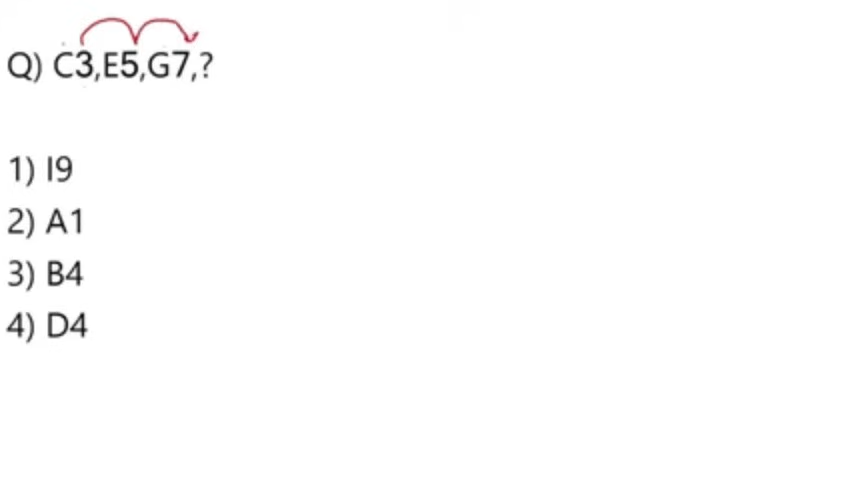 Q) C3,E5,G7,?
1) I9
2) A1
3) B4
4) D4